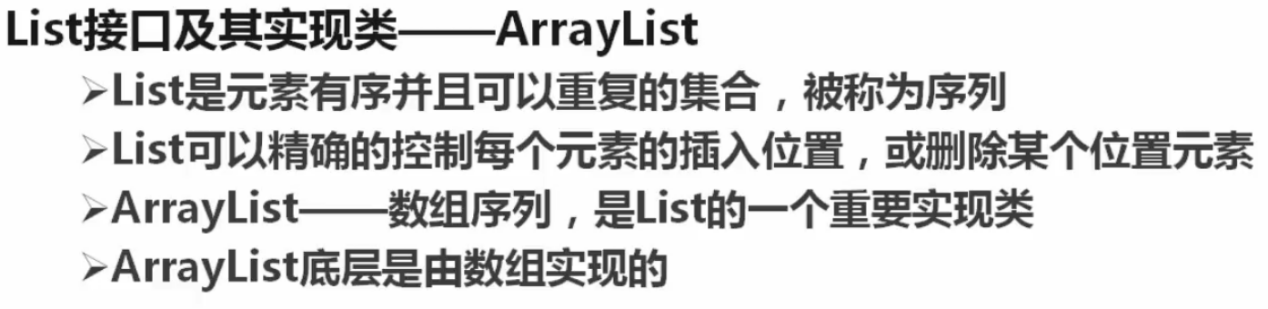 List接口及其实现类——ArrayList
➢List是元素有序并且可以重复的集合，被称为序列
➢List可以精确的控制每个元素的插入位置，或删除某个位置元素
➢ArrayList——数组序列，是List的一个重要实现类
➢ArrayList底层是由数组实现的